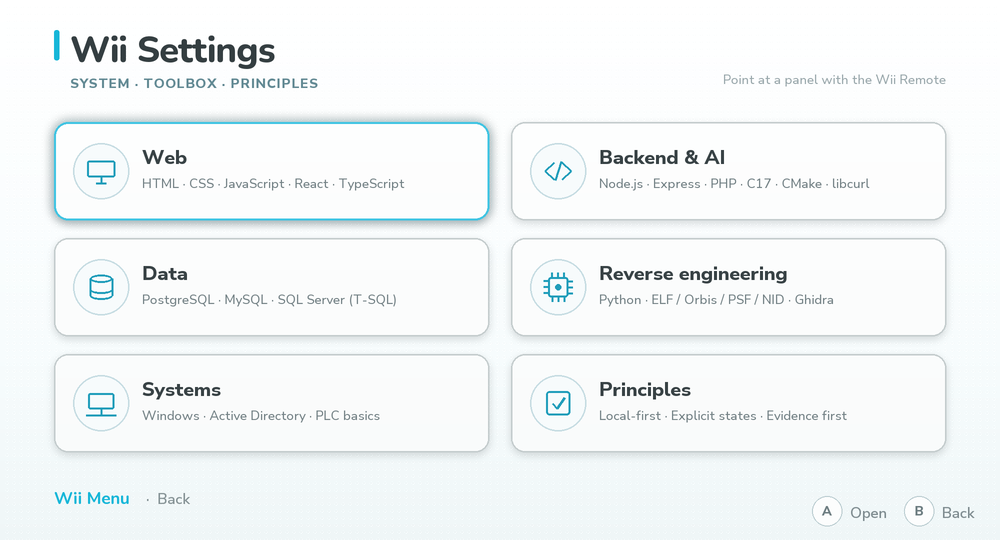 Wii Settings
SYSTEM · TOOLBOX · PRINCIPLES
Point at a panel with the Wii Remote
Web
HTML · CSS · JavaScript · React · TypeScript
Backend & AI
Node.js · Express · PHP · C17 · CMake · libcurl
Data
PostgreSQL · MySQL · SQL Server (T-SQL)
Reverse engineering
Python · ELF / Orbis / PSF / NID · Ghidra
Systems
Windows · Active Directory · PLC basics
Principles
Local-first · Explicit states · Evidence first
Wii Menu · Back
A Open B Back